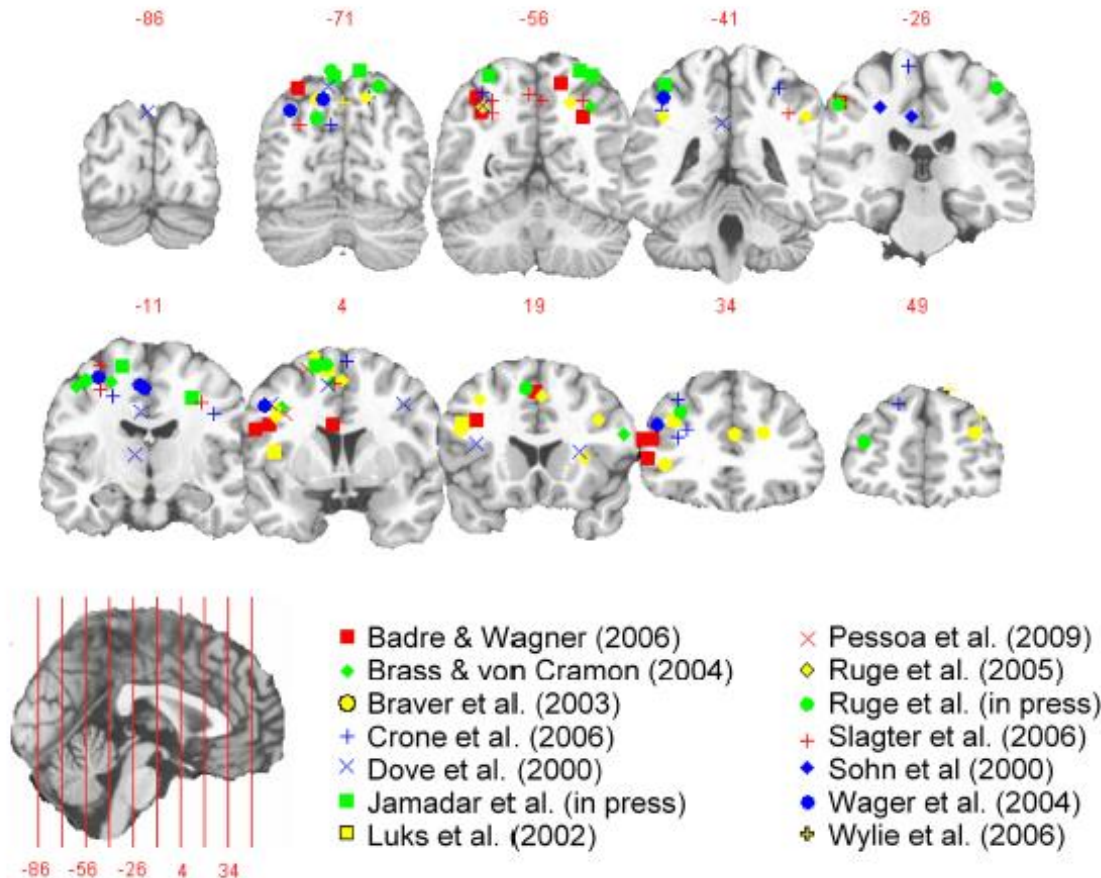 -86 -71 -56 -41 -26
-11 4 19 34 49
Badre & Wagner (2006)
Brass & von Cramon (2004)
Braver et al. (2003)
Crone et al. (2006)
Dove et al. (2000)
Jamadar et al. (in press)
Luks et al. (2002)
Pessoa et al. (2009)
Ruge et al. (2005)
Ruge et al. (in press)
Slagter et al. (2006)
Sohn et al (2000)
Wager et al. (2004)
Wylie et al. (2006)
-86 -56 -26 4 34